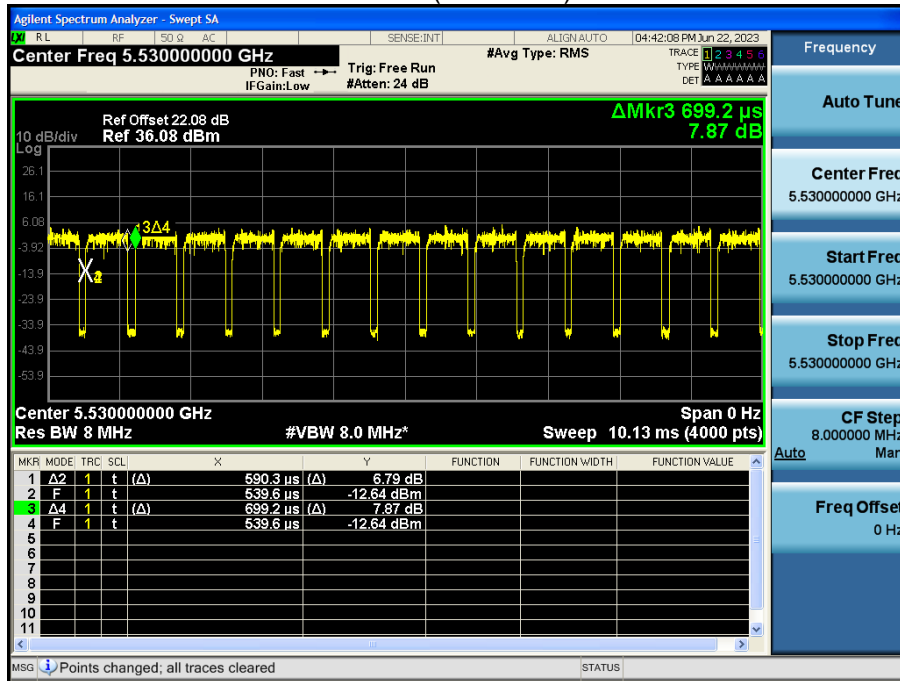 Agilent Spectrum Analyzer - Swept SA
LXI RL RF 50 Ω AC SENSE:INT ALIGN AUTO 04:42:08 PM Jun 22, 2023
Center Freq 5.530000000 GHz #Avg Type: RMS TRACE 1 2 3 4 5 6
PNO: Fast Trig: Free Run TYPE WWWWWW
IFGain:Low #Atten: 24 dB DET A A A A A A
ΔMkr3 699.2 µs
7.87 dB
Ref Offset 22.08 dB
10 dB/div Ref 36.08 dBm
Log
26.1
16.1
6.08
-3.92
-13.9
-23.9
-33.9
-43.9
-53.9
3Δ4
Center 5.530000000 GHz Span 0 Hz
Res BW 8 MHz #VBW 8.0 MHz* Sweep 10.13 ms (4000 pts)
MKR MODE TRC SCL X Y FUNCTION FUNCTION WIDTH FUNCTION VALUE
1 Δ2 1 t (Δ) 590.3 µs (Δ) 6.79 dB
2 F 1 t 539.6 µs -12.64 dBm
3 Δ4 1 t (Δ) 699.2 µs (Δ) 7.87 dB
4 F 1 t 539.6 µs -12.64 dBm
5
6
7
8
9
10
11
MSG Points changed; all traces cleared STATUS
Frequency
Auto Tune
Center Freq
5.530000000 GHz
Start Freq
5.530000000 GHz
Stop Freq
5.530000000 GHz
CF Step
8.000000 MHz
Auto Man
Freq Offset
0 Hz